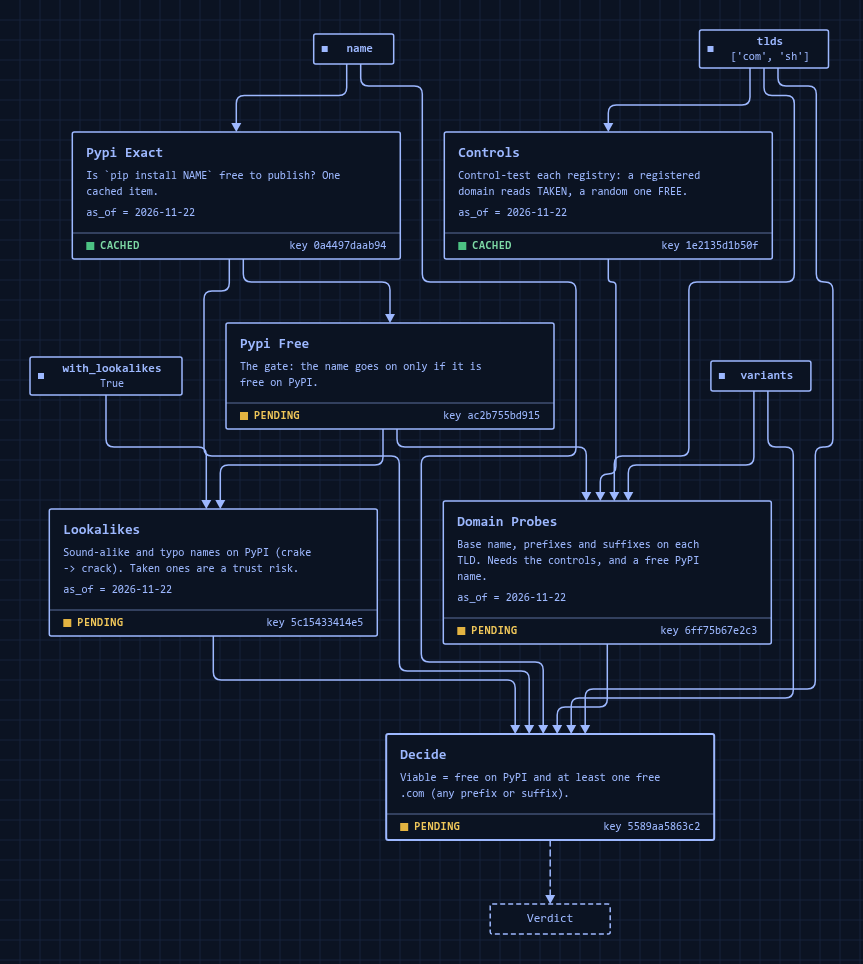 name
tlds
['com', 'sh']
Pypi Exact
Is `pip install NAME` free to publish? One
cached item.
as_of = 2026-11-22
CACHED
key 0a4497daab94
Controls
Control-test each registry: a registered
domain reads TAKEN, a random one FREE.
as_of = 2026-11-22
CACHED
key 1e2135d1b50f
Pypi Free
The gate: the name goes on only if it is
free on PyPI.
PENDING
key ac2b755bd915
with_lookalikes
True
variants
Lookalikes
Sound-alike and typo names on PyPI (crake
-> crack). Taken ones are a trust risk.
as_of = 2026-11-22
PENDING
key 5c15433414e5
Domain Probes
Base name, prefixes and suffixes on each
TLD. Needs the controls, and a free PyPI
name.
as_of = 2026-11-22
PENDING
key 6ff75b67e2c3
Decide
Viable = free on PyPI and at least one free
.com (any prefix or suffix).
PENDING
key 5589aa5863c2
Verdict